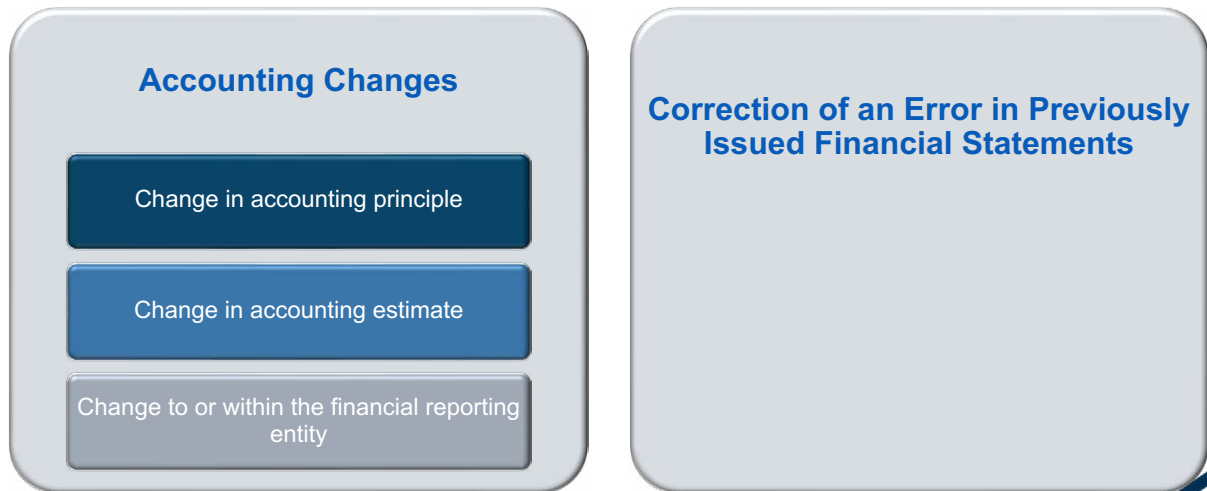 Accounting Changes
Change in accounting principle
Change in accounting estimate
Change to or within the financial reporting
entity
Correction of an Error in Previously
Issued Financial Statements